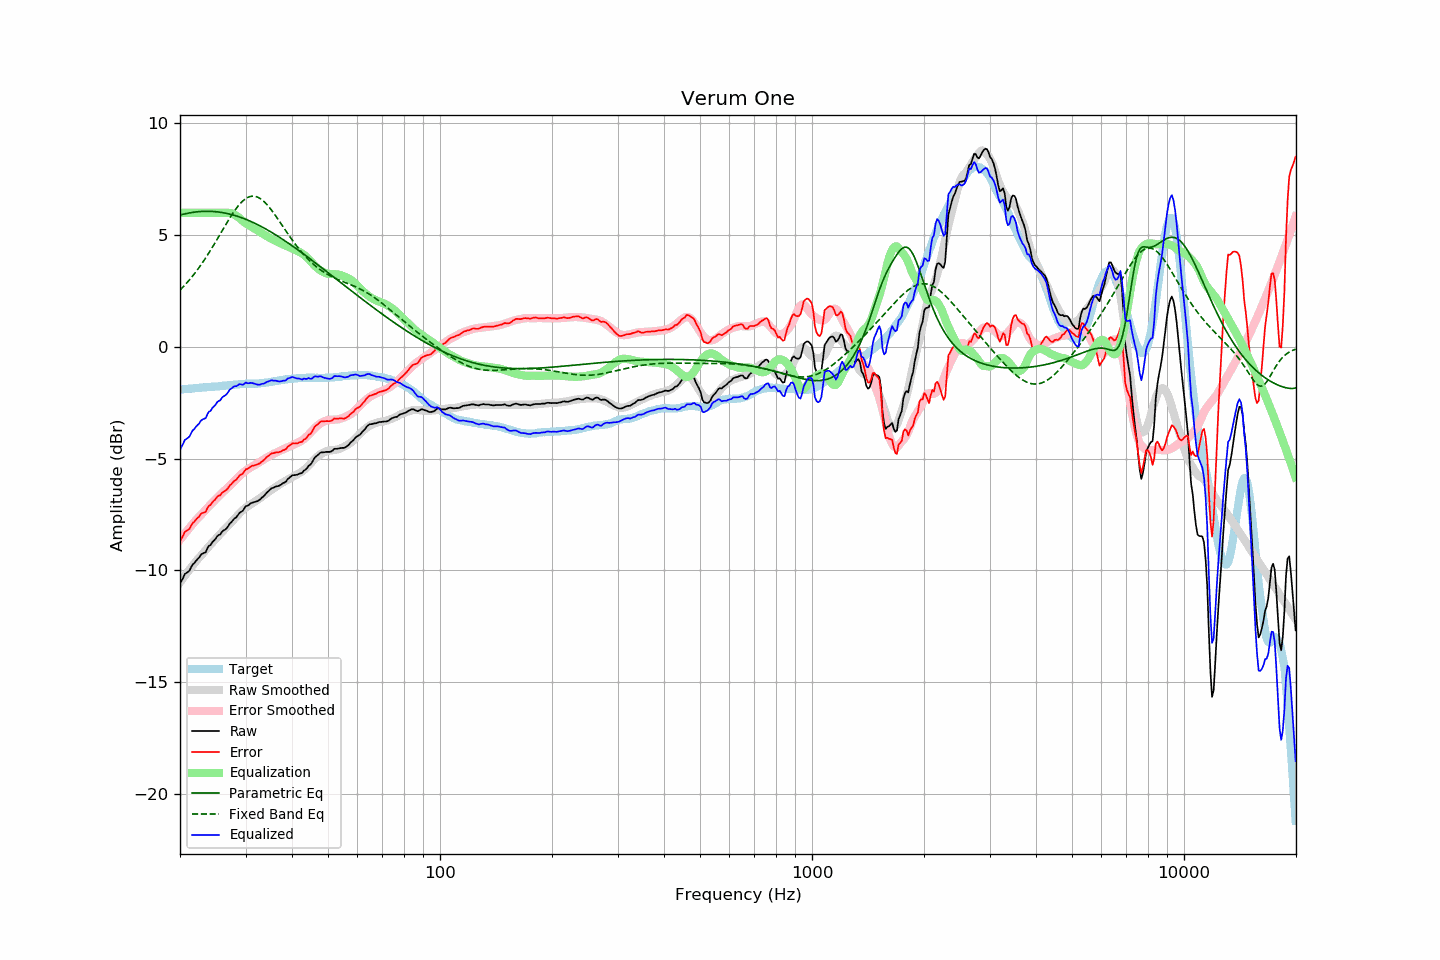 Verum One
10
5
0
−5
−10
−15
−20
Amplitude (dBr)
Target
Raw Smoothed
Error Smoothed
Raw
Error
Equalization
Parametric Eq
Fixed Band Eq
Equalized
100
1000
10000
Frequency (Hz)